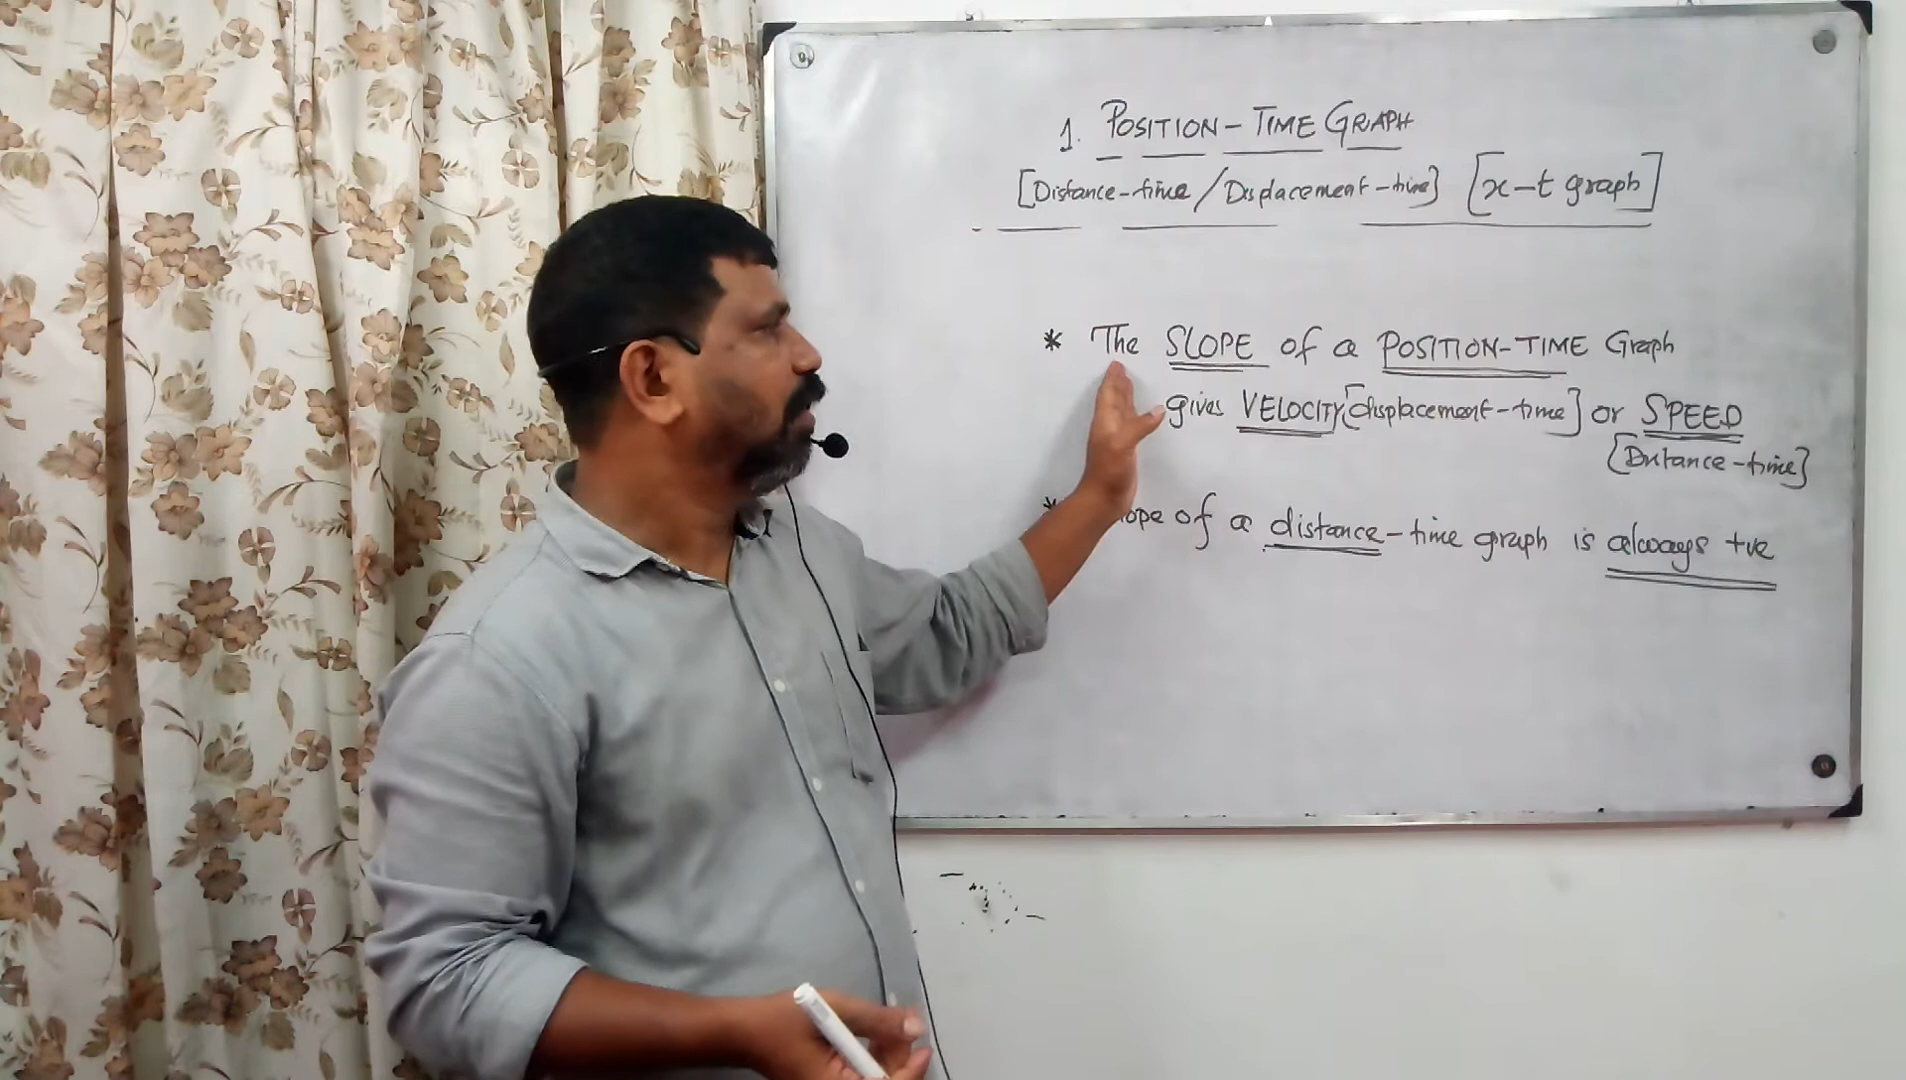 1. POSITION-TIME GRAPH
[Distance-time/Displacement-time] [x-t graph]
* The SLOPE of a POSITION-TIME Graph
gives VELOCITY[displacement-time] or SPEED
[Distance-time]
* ope of a distance-time graph is always +ve